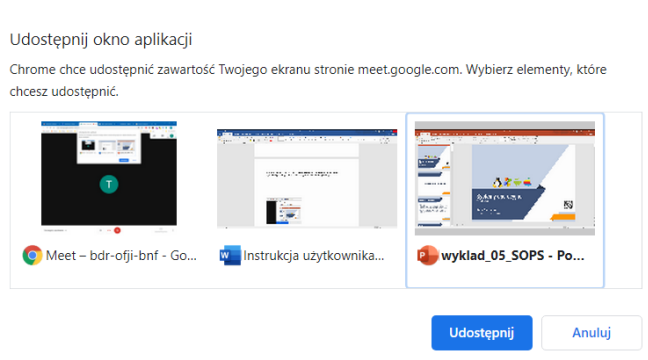 Udostępnij okno aplikacji
Chrome chce udostępnić zawartość Twojego ekranu stronie meet.google.com. Wybierz elementy, które
chcesz udostępnić.
T
Meet – bdr-ofji-bnf - Go...
Instrukcja użytkownika...
wyklad_05_SOPS - Po...
Udostępnij
Anuluj